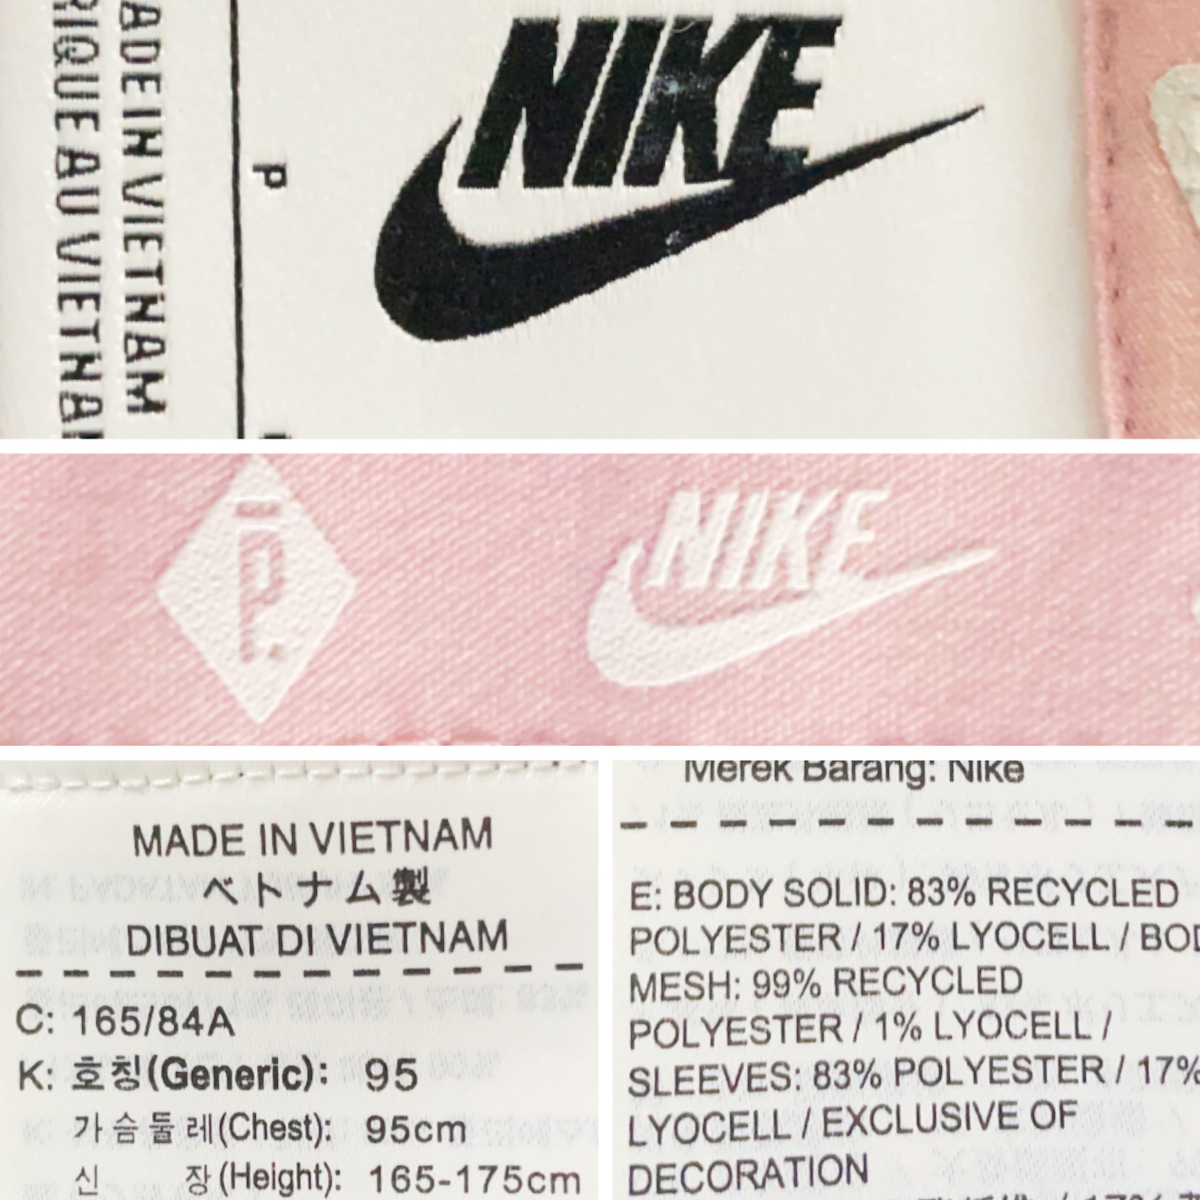 MADE IN VIETNAM
AU VIETNAM
P
NIKE
P.
NIKE
MADE IN VIETNAM
ベトナム製
DIBUAT DI VIETNAM
C: 165/84A
K: 호칭(Generic): 95
가슴둘레(Chest): 95cm
신 장(Height): 165-175cm
Merek Barang: Nike
E: BODY SOLID: 83% RECYCLED
POLYESTER / 17% LYOCELL /
MESH: 99% RECYCLED
POLYESTER / 1% LYOCELL /
SLEEVES: 83% POLYESTER / 17%
LYOCELL / EXCLUSIVE OF
DECORATION